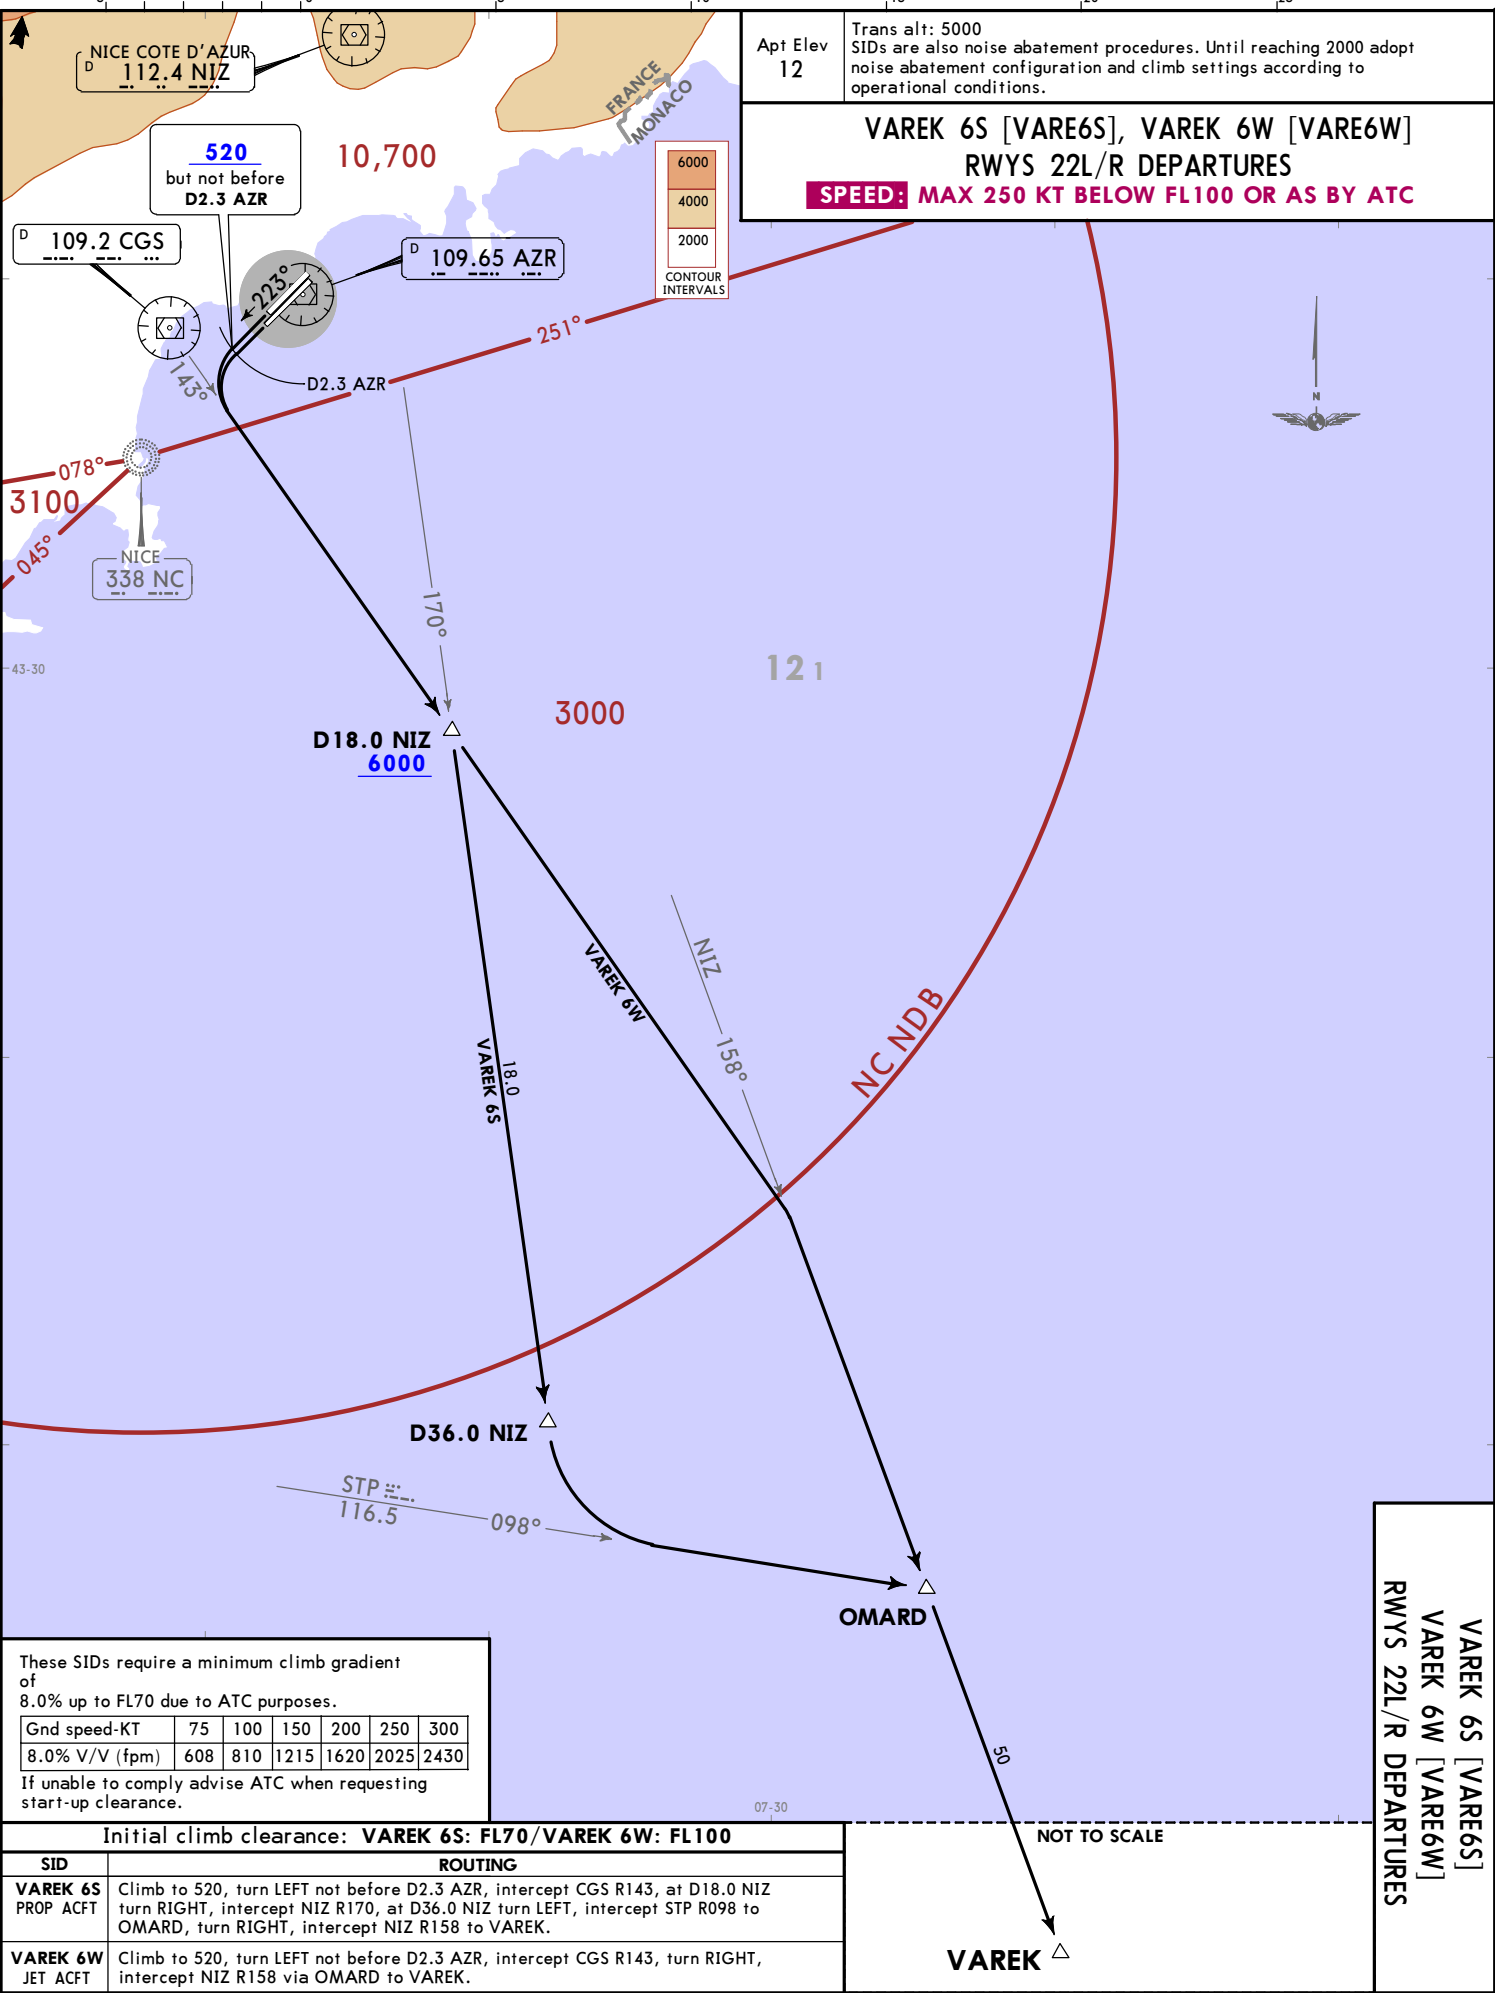 5
0
5
10
15
20
25
NICE COTE D'AZUR
D 112.4 NIZ
Apt Elev
12
Trans alt: 5000
SIDs are also noise abatement procedures. Until reaching 2000 adopt
noise abatement configuration and climb settings according to
operational conditions.
VAREK 6S [VARE6S], VAREK 6W [VARE6W]
RWYS 22L/R DEPARTURES
SPEED: MAX 250 KT BELOW FL100 OR AS BY ATC
FRANCE
MONACO
520
but not before
D2.3 AZR
10,700
6000
4000
2000
CONTOUR
INTERVALS
D 109.2 CGS
D 109.65 AZR
223°
251°
143°
D2.3 AZR
N
078°
3100
045°
NICE
338 NC
170°
43-30
12 1
3000
D18.0 NIZ
6000
NIZ
158°
VAREK 6W
VAREK 6S
18.0
NC NDB
D36.0 NIZ
STP
116.5
098°
OMARD
50
07-30
NOT TO SCALE
VAREK
VAREK 6S [VARE6S]
VAREK 6W [VARE6W]
RWYS 22L/R DEPARTURES
These SIDs require a minimum climb gradient
of
8.0% up to FL70 due to ATC purposes.
Gnd speed-KT 75 100 150 200 250 300
8.0% V/V (fpm) 608 810 1215 1620 2025 2430
If unable to comply advise ATC when requesting
start-up clearance.
Initial climb clearance: VAREK 6S: FL70/VAREK 6W: FL100
SID ROUTING
VAREK 6S
PROP ACFT
Climb to 520, turn LEFT not before D2.3 AZR, intercept CGS R143, at D18.0 NIZ
turn RIGHT, intercept NIZ R170, at D36.0 NIZ turn LEFT, intercept STP R098 to
OMARD, turn RIGHT, intercept NIZ R158 to VAREK.
VAREK 6W
JET ACFT
Climb to 520, turn LEFT not before D2.3 AZR, intercept CGS R143, turn RIGHT,
intercept NIZ R158 via OMARD to VAREK.